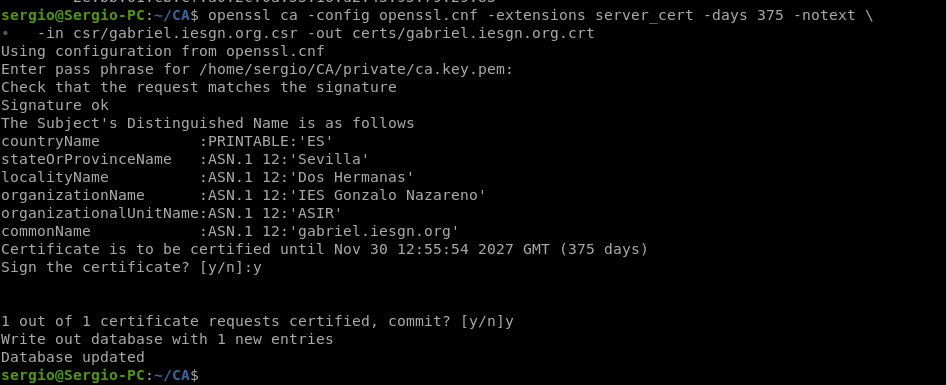 sergio@Sergio-PC:~/CA$ openssl ca -config openssl.cnf -extensions server_cert -days 375 -notext \
•   -in csr/gabriel.iesgn.org.csr -out certs/gabriel.iesgn.org.crt
Using configuration from openssl.cnf
Enter pass phrase for /home/sergio/CA/private/ca.key.pem:
Check that the request matches the signature
Signature ok
The Subject's Distinguished Name is as follows
countryName           :PRINTABLE:'ES'
stateOrProvinceName   :ASN.1 12:'Sevilla'
localityName          :ASN.1 12:'Dos Hermanas'
organizationName      :ASN.1 12:'IES Gonzalo Nazareno'
organizationalUnitName:ASN.1 12:'ASIR'
commonName            :ASN.1 12:'gabriel.iesgn.org'
Certificate is to be certified until Nov 30 12:55:54 2027 GMT (375 days)
Sign the certificate? [y/n]:y
1 out of 1 certificate requests certified, commit? [y/n]y
Write out database with 1 new entries
Database updated
sergio@Sergio-PC:~/CA$